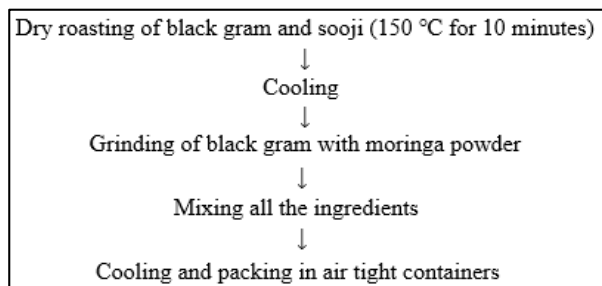 Dry roasting of black gram and sooji (150 °C for 10 minutes)
↓
Cooling
↓
Grinding of black gram with moringa powder
↓
Mixing all the ingredients
↓
Cooling and packing in air tight containers